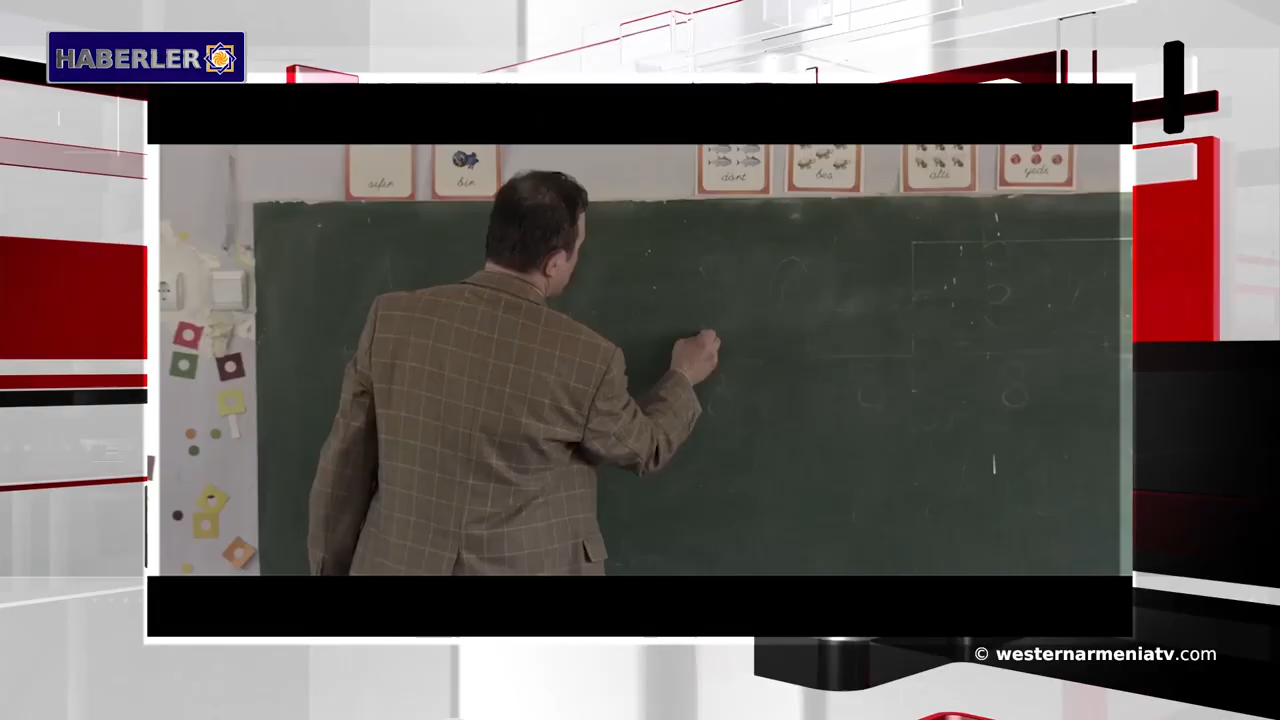 HABERLER
sıfır
bir
dört
beş
altı
yedi
© westernarmeniatv.com